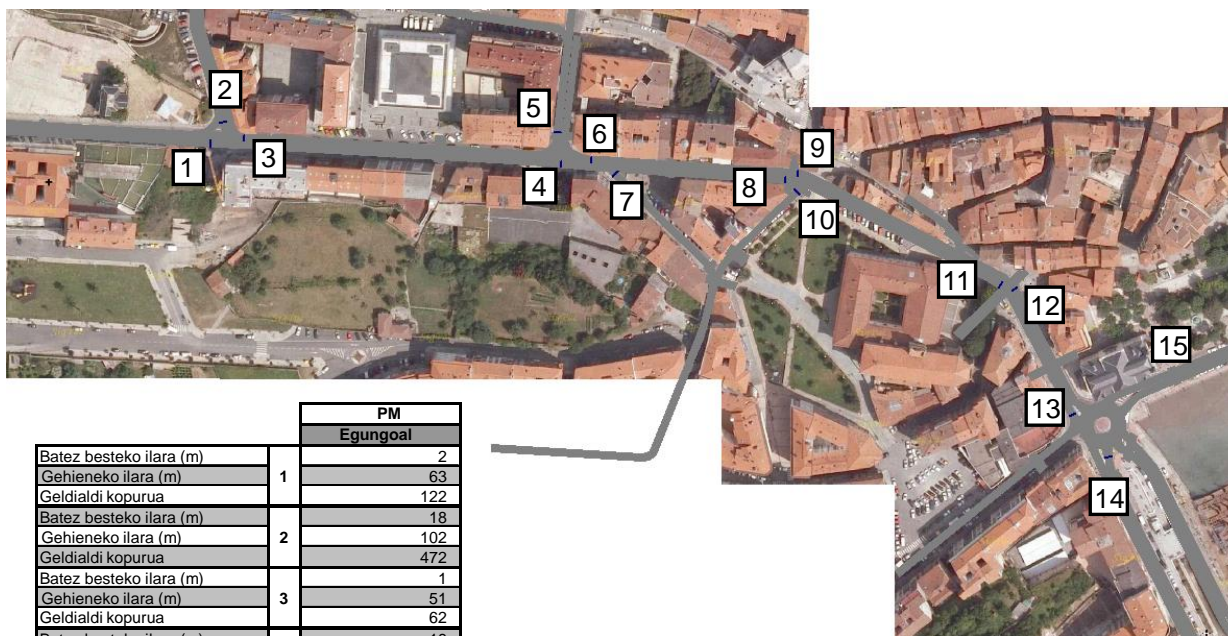 2
5
6
9
1
3
4
7
8
10
11
12
15
13
14
PM
Egungoal
Batez besteko ilara (m) 2
Gehieneko ilara (m) 1 63
Geldialdi kopurua 122
Batez besteko ilara (m) 18
Gehieneko ilara (m) 2 102
Geldialdi kopurua 472
Batez besteko ilara (m) 1
Gehieneko ilara (m) 3 51
Geldialdi kopurua 62